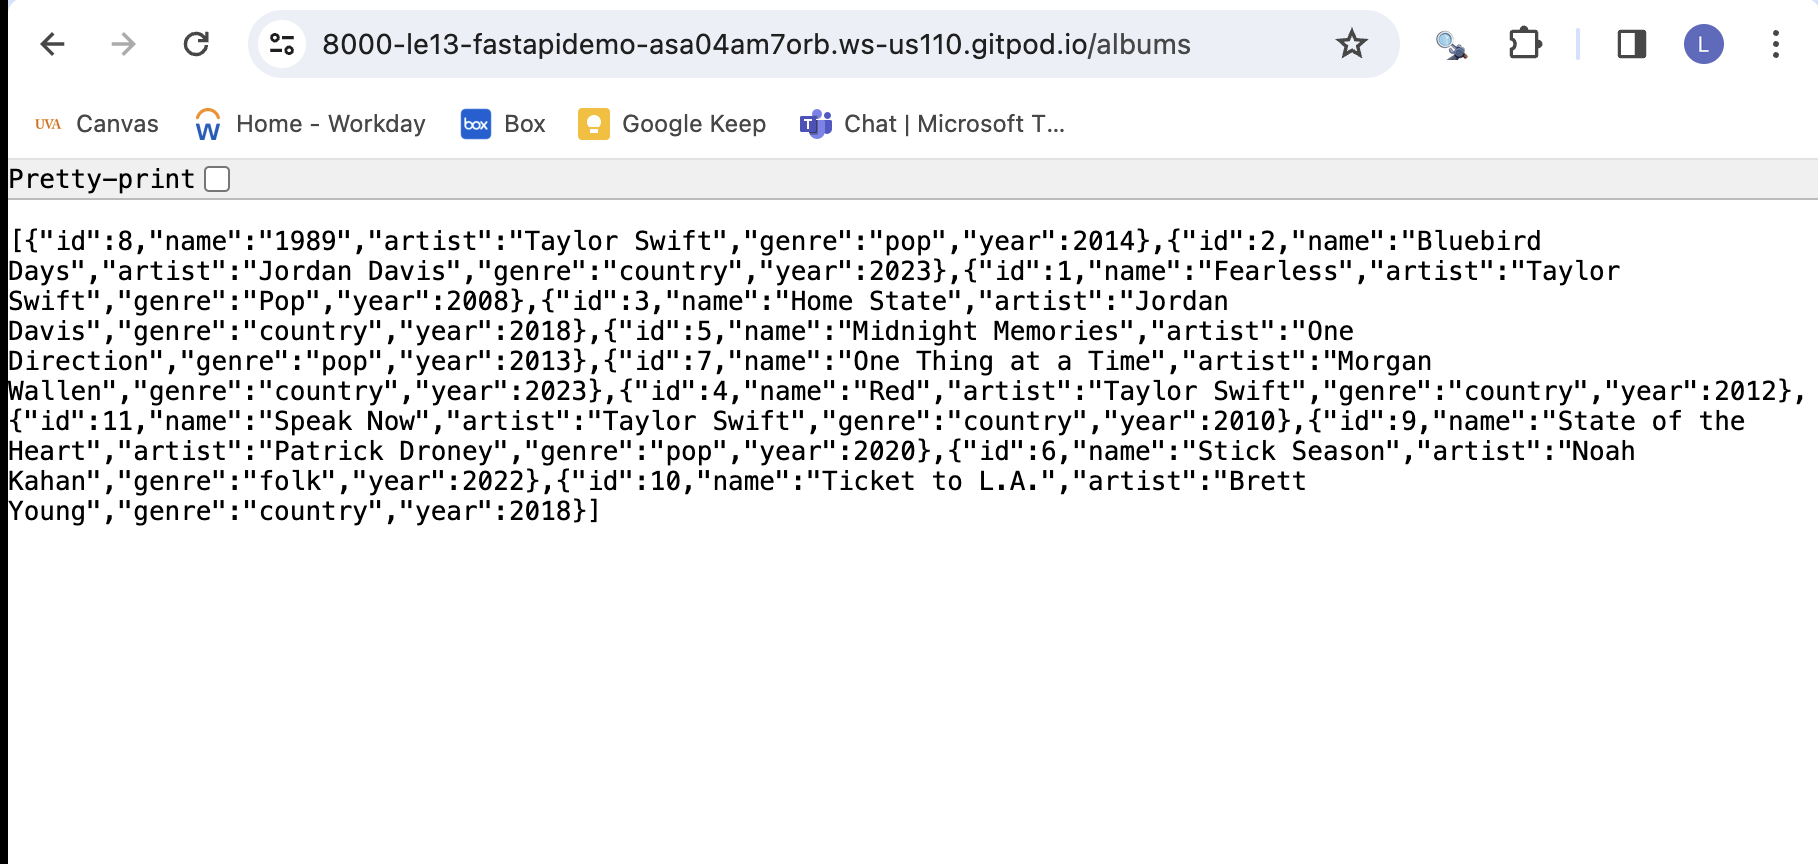 8000-le13-fastapidemo-asa04am7orb.ws-us110.gitpod.io/albums
L
UVA Canvas Home - Workday box Box Google Keep Chat | Microsoft T...
Pretty-print
[{"id":8,"name":"1989","artist":"Taylor Swift","genre":"pop","year":2014},{"id":2,"name":"Bluebird
Days","artist":"Jordan Davis","genre":"country","year":2023},{"id":1,"name":"Fearless","artist":"Taylor
Swift","genre":"Pop","year":2008},{"id":3,"name":"Home State","artist":"Jordan
Davis","genre":"country","year":2018},{"id":5,"name":"Midnight Memories","artist":"One
Direction","genre":"pop","year":2013},{"id":7,"name":"One Thing at a Time","artist":"Morgan
Wallen","genre":"country","year":2023},{"id":4,"name":"Red","artist":"Taylor Swift","genre":"country","year":2012},
{"id":11,"name":"Speak Now","artist":"Taylor Swift","genre":"country","year":2010},{"id":9,"name":"State of the
Heart","artist":"Patrick Droney","genre":"pop","year":2020},{"id":6,"name":"Stick Season","artist":"Noah
Kahan","genre":"folk","year":2022},{"id":10,"name":"Ticket to L.A.","artist":"Brett
Young","genre":"country","year":2018}]